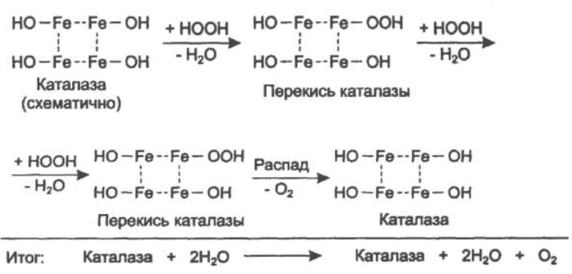 HO–Fe--Fe–OH + HOOH HO–Fe--Fe–OOH + HOOH
HO–Fe--Fe–OH - H₂O HO–Fe--Fe–OH - H₂O
Каталаза
(схематично)
Перекись каталазы
+ HOOH HO–Fe--Fe–OOH Распад HO–Fe--Fe–OH
- H₂O HO–Fe--Fe–OH - O₂ HO–Fe--Fe–OH
Перекись каталазы Каталаза
Итог: Каталаза + 2H₂O ⟶ Каталаза + 2H₂O + O₂